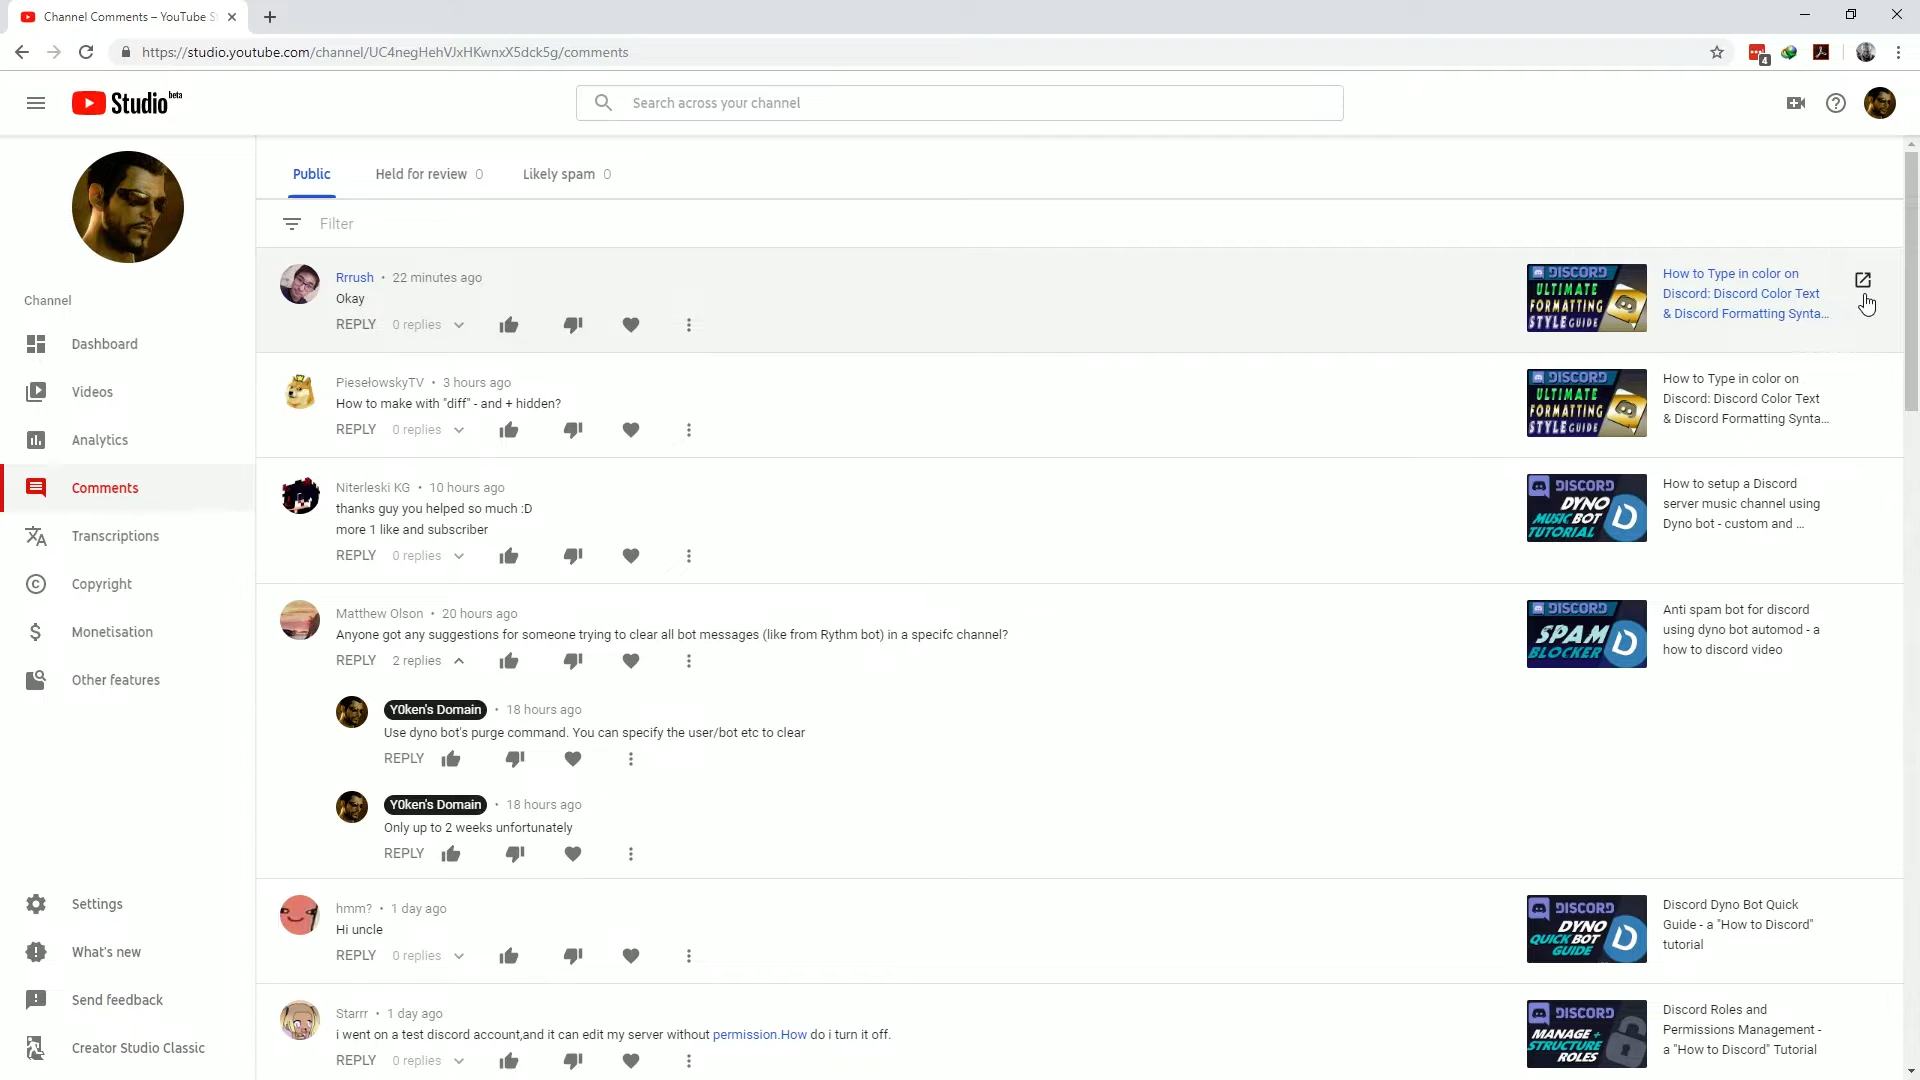 Channel Comments – YouTube S
https://studio.youtube.com/channel/UC4negHehVJxHKwnxX5dck5g/comments
4
Studio beta
Search across your channel
Channel
Dashboard
Videos
Analytics
Comments
Transcriptions
Copyright
Monetisation
Other features
Settings
What's new
Send feedback
Creator Studio Classic
Public
Held for review 0
Likely spam 0
Filter
Rrrush • 22 minutes ago
Okay
REPLY 0 replies
DISCORD
ULTIMATE
FORMATTING
STYLE GUIDE
How to Type in color on
Discord: Discord Color Text
& Discord Formatting Synta...
PiesełowskyTV • 3 hours ago
How to make with "diff" - and + hidden?
REPLY 0 replies
DISCORD
ULTIMATE
FORMATTING
STYLE GUIDE
How to Type in color on
Discord: Discord Color Text
& Discord Formatting Synta...
Niterleski KG • 10 hours ago
thanks guy you helped so much :D
more 1 like and subscriber
REPLY 0 replies
DISCORD
DYNO
MUSIC BOT
TUTORIAL
How to setup a Discord
server music channel using
Dyno bot - custom and ...
Matthew Olson • 20 hours ago
Anyone got any suggestions for someone trying to clear all bot messages (like from Rythm bot) in a specifc channel?
REPLY 2 replies
DISCORD
SPAM
BLOCKER
Anti spam bot for discord
using dyno bot automod - a
how to discord video
Y0ken's Domain • 18 hours ago
Use dyno bot's purge command. You can specify the user/bot etc to clear
REPLY
Y0ken's Domain • 18 hours ago
Only up to 2 weeks unfortunately
REPLY
hmm? • 1 day ago
Hi uncle
REPLY 0 replies
DISCORD
DYNO
QUICK BOT
GUIDE
Discord Dyno Bot Quick
Guide - a "How to Discord"
tutorial
Starrr • 1 day ago
i went on a test discord account,and it can edit my server without permission.How do i turn it off.
REPLY 0 replies
DISCORD
MANAGE +
STRUCTURE
ROLES
Discord Roles and
Permissions Management -
a "How to Discord" Tutorial